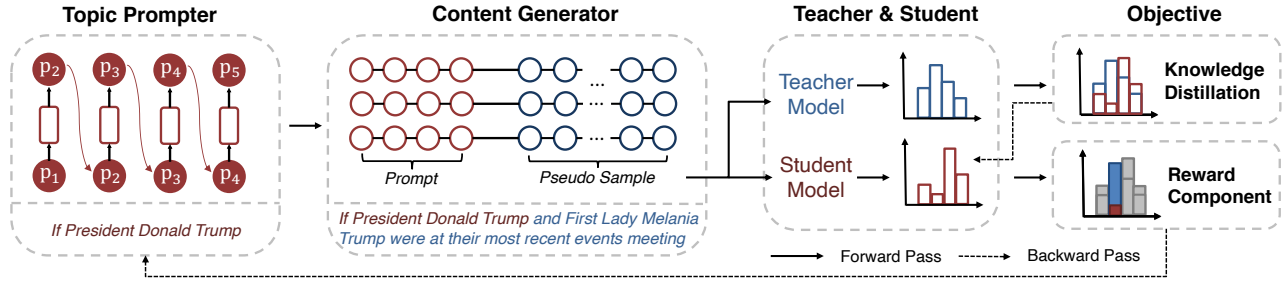 Topic Prompter
Content Generator
Teacher & Student
Objective
p2
p3
p4
p5
p1
p2
p3
p4
If President Donald Trump
Prompt
Pseudo Sample
If President Donald Trump and First Lady Melania
Trump were at their most recent events meeting
Teacher
Model
Student
Model
Knowledge
Distillation
Reward
Component
Forward Pass
Backward Pass